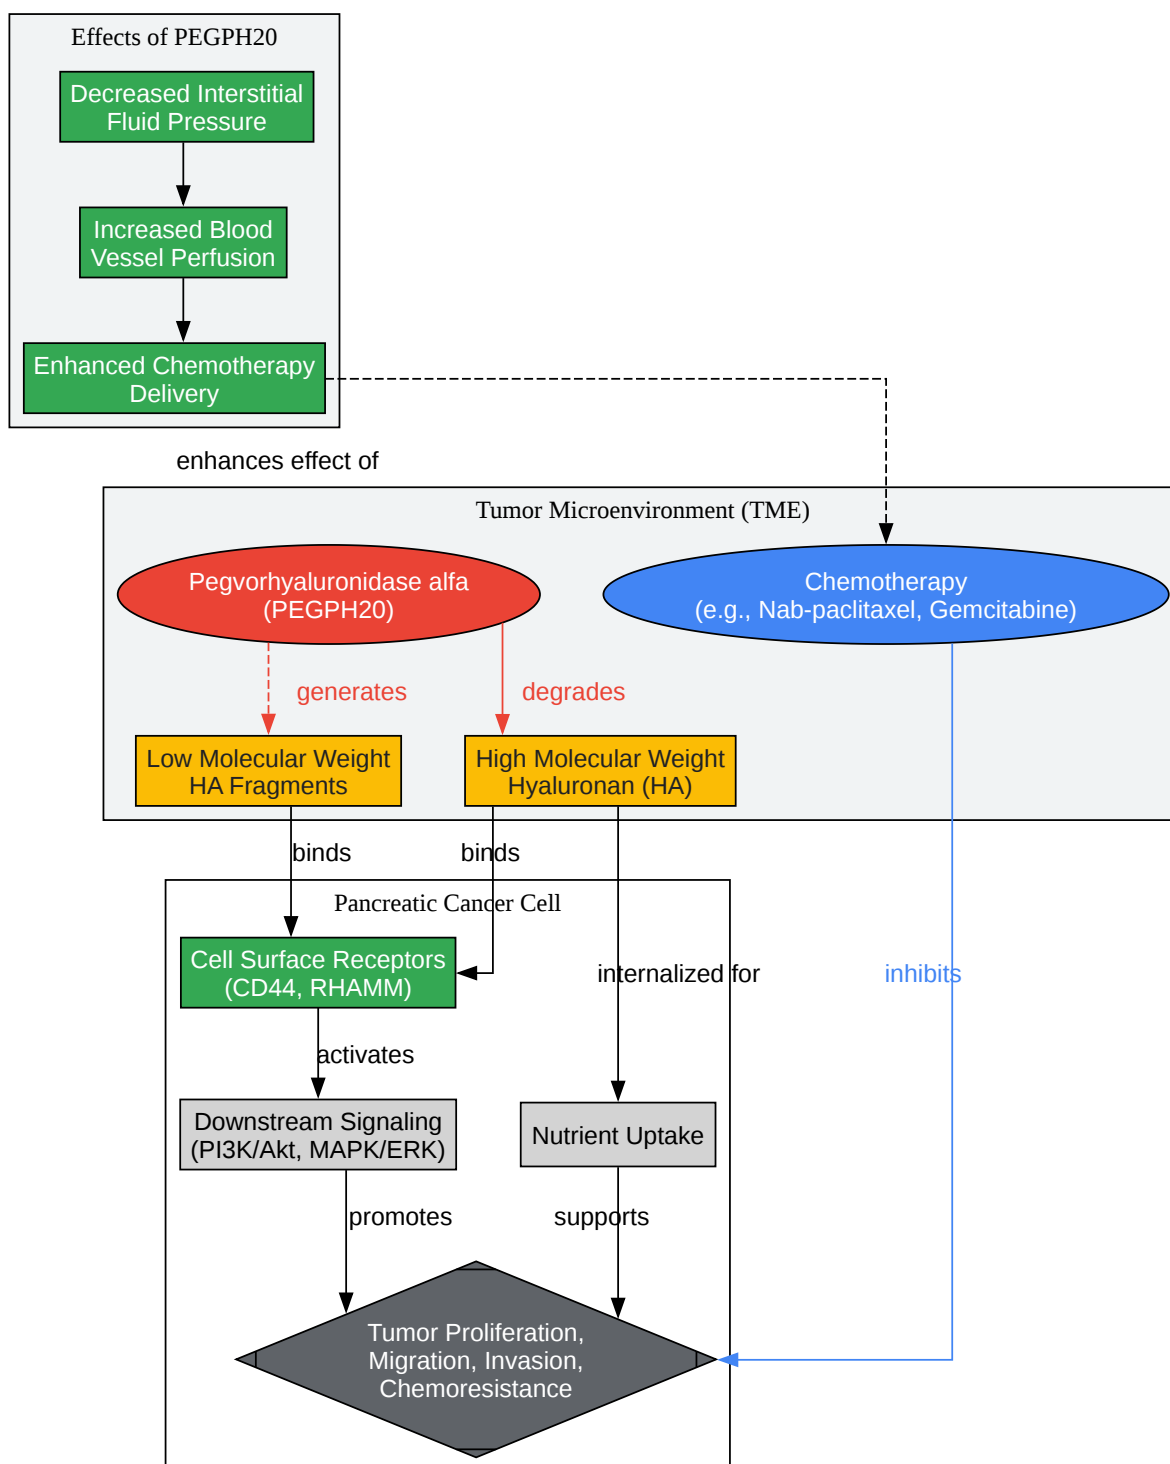 Effects of PEGPH20
Decreased Interstitial
Fluid Pressure
Increased Blood
Vessel Perfusion
Enhanced Chemotherapy
Delivery
enhances effect of
Tumor Microenvironment (TME)
Pegvorhyaluronidase alfa
(PEGPH20)
Chemotherapy
(e.g., Nab-paclitaxel, Gemcitabine)
generates
degrades
Low Molecular Weight
HA Fragments
High Molecular Weight
Hyaluronan (HA)
binds
binds
Pancreatic Cancer Cell
Cell Surface Receptors
(CD44, RHAMM)
internalized for
inhibits
activates
Downstream Signaling
(PI3K/Akt, MAPK/ERK)
Nutrient Uptake
promotes
supports
Tumor Proliferation,
Migration, Invasion,
Chemoresistance